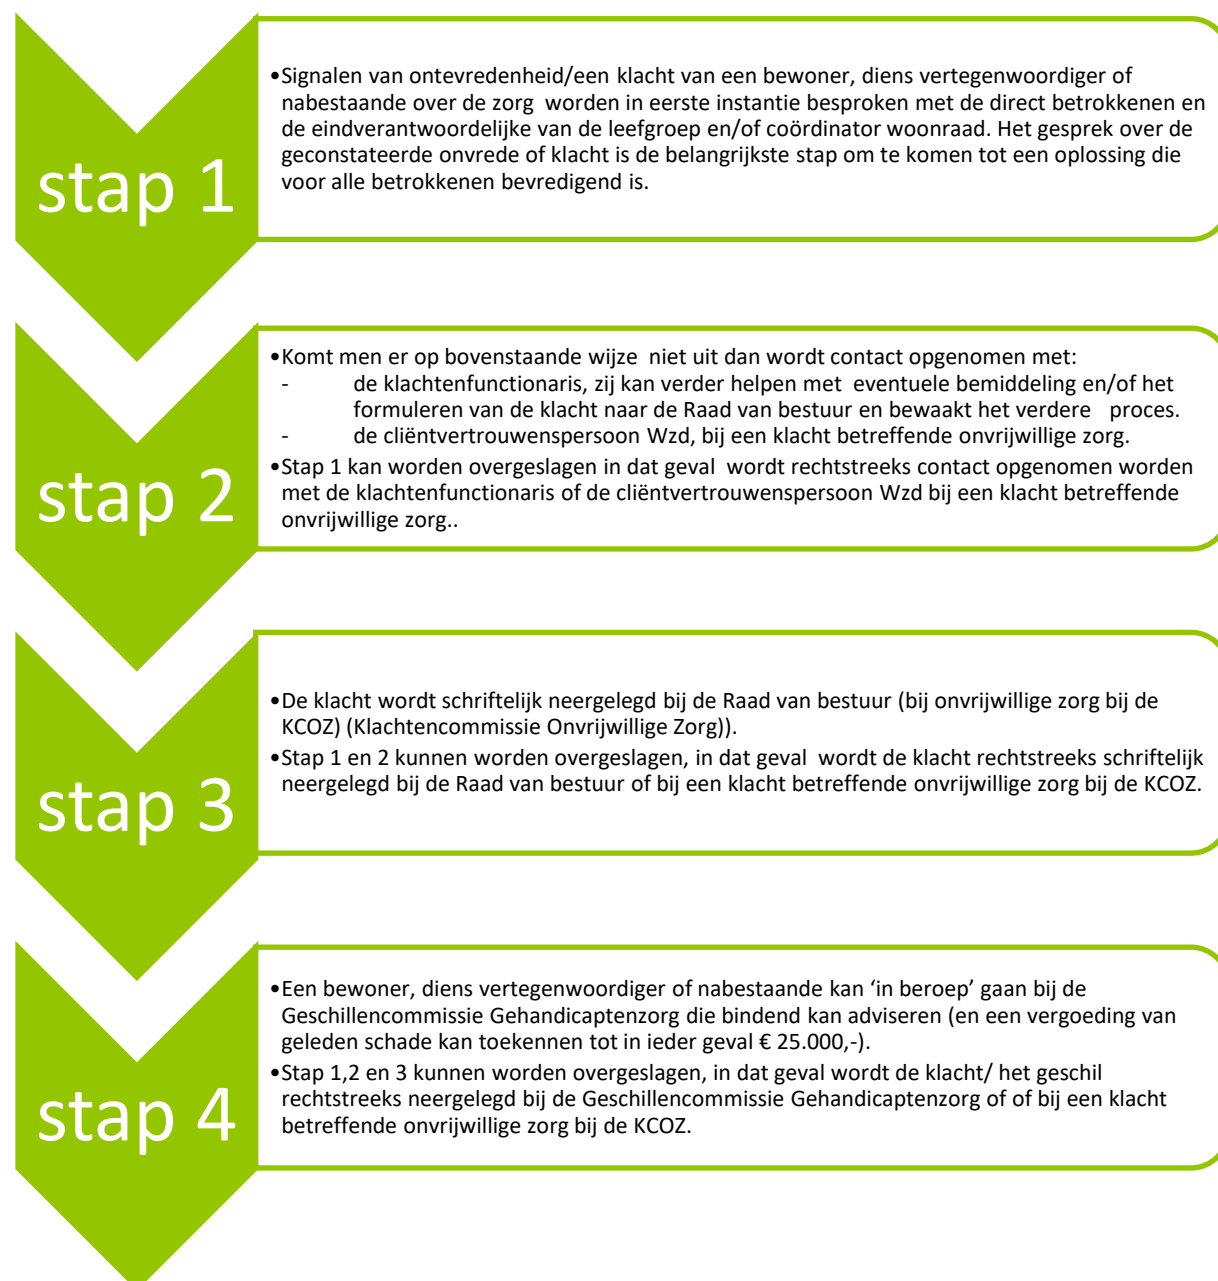 stap 1
•Signalen van ontevredenheid/een klacht van een bewoner, diens vertegenwoordiger of
nabestaande over de zorg worden in eerste instantie besproken met de direct betrokkenen en
de eindverantwoordelijke van de leefgroep en/of coördinator woonraad. Het gesprek over de
geconstateerde onvrede of klacht is de belangrijkste stap om te komen tot een oplossing die
voor alle betrokkenen bevredigend is.
stap 2
•Komt men er op bovenstaande wijze niet uit dan wordt contact opgenomen met:
- de klachtenfunctionaris, zij kan verder helpen met eventuele bemiddeling en/of het
formuleren van de klacht naar de Raad van bestuur en bewaakt het verdere proces.
- de cliëntvertrouwenspersoon Wzd, bij een klacht betreffende onvrijwillige zorg.
•Stap 1 kan worden overgeslagen in dat geval wordt rechtstreeks contact opgenomen worden
met de klachtenfunctionaris of de cliëntvertrouwenspersoon Wzd bij een klacht betreffende
onvrijwillige zorg..
stap 3
•De klacht wordt schriftelijk neergelegd bij de Raad van bestuur (bij onvrijwillige zorg bij de
KCOZ) (Klachtencommissie Onvrijwillige Zorg)).
•Stap 1 en 2 kunnen worden overgeslagen, in dat geval wordt de klacht rechtstreeks schriftelijk
neergelegd bij de Raad van bestuur of bij een klacht betreffende onvrijwillige zorg bij de KCOZ.
stap 4
•Een bewoner, diens vertegenwoordiger of nabestaande kan ‘in beroep’ gaan bij de
Geschillencommissie Gehandicaptenzorg die bindend kan adviseren (en een vergoeding van
geleden schade kan toekennen tot in ieder geval € 25.000,-).
•Stap 1,2 en 3 kunnen worden overgeslagen, in dat geval wordt de klacht/ het geschil
rechtstreeks neergelegd bij de Geschillencommissie Gehandicaptenzorg of of bij een klacht
betreffende onvrijwillige zorg bij de KCOZ.